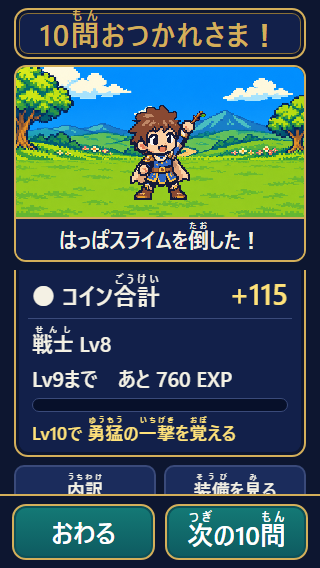 10問おつかれさま！
はっぱスライムを倒した！
コイン合計 +115
戦士 Lv8
Lv9まで あと 760 EXP
Lv10で 勇猛の一撃を覚える
内訳 装備を見る
おわる 次の10問